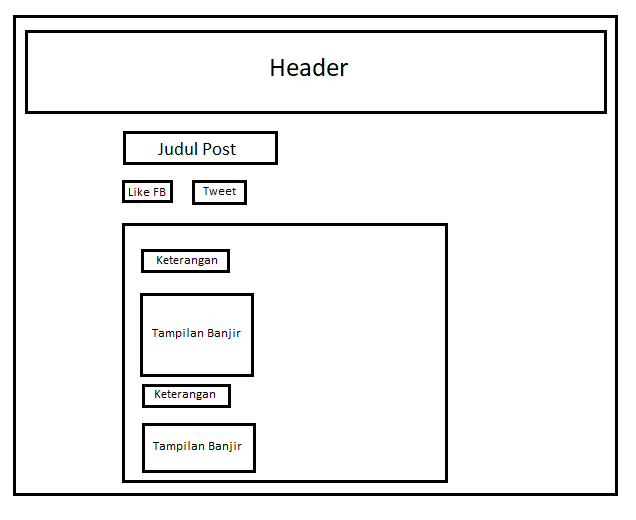 Header
Judul Post
Like FB
Tweet
Keterangan
Tampilan Banjir
Keterangan
Tampilan Banjir